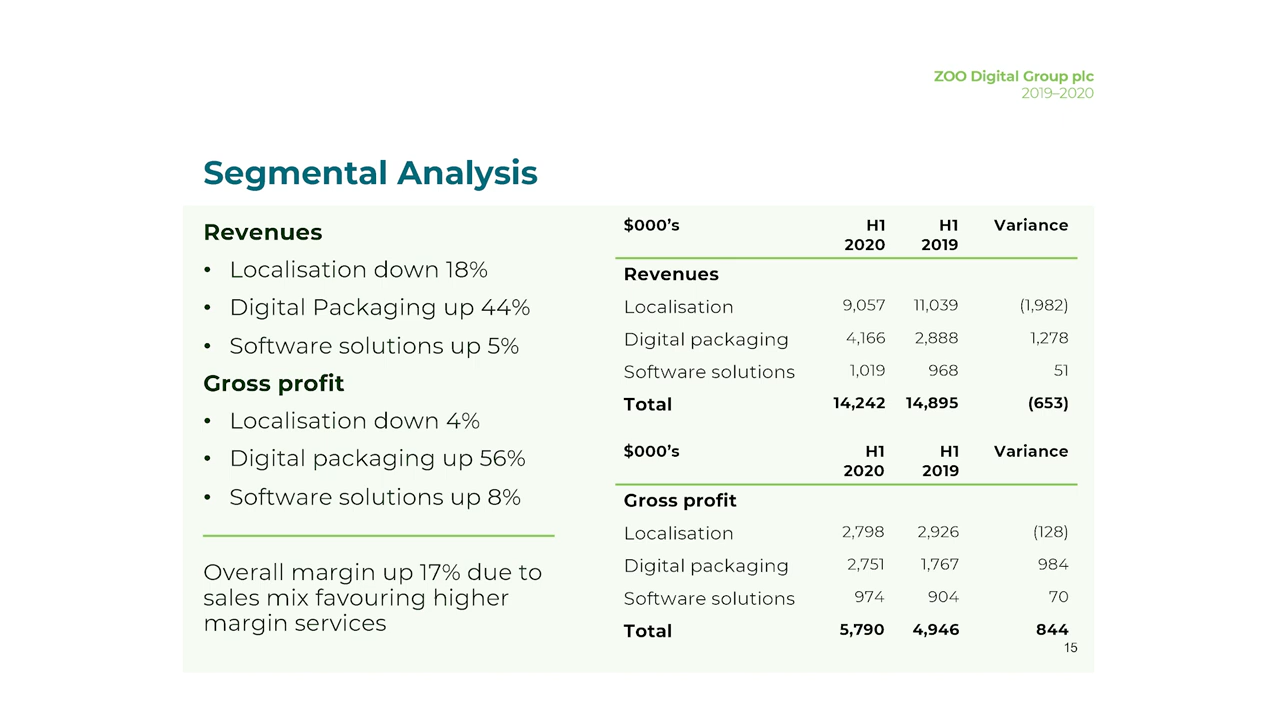 ZOO Digital Group plc
2019–2020
Segmental Analysis
Revenues
• Localisation down 18%
• Digital Packaging up 44%
• Software solutions up 5%
Gross profit
• Localisation down 4%
• Digital packaging up 56%
• Software solutions up 8%
Overall margin up 17% due to
sales mix favouring higher
margin services
$000’s H1 2020 H1 2019 Variance
Revenues
Localisation 9,057 11,039 (1,982)
Digital packaging 4,166 2,888 1,278
Software solutions 1,019 968 51
Total 14,242 14,895 (653)
$000’s H1 2020 H1 2019 Variance
Gross profit
Localisation 2,798 2,926 (128)
Digital packaging 2,751 1,767 984
Software solutions 974 904 70
Total 5,790 4,946 844
15